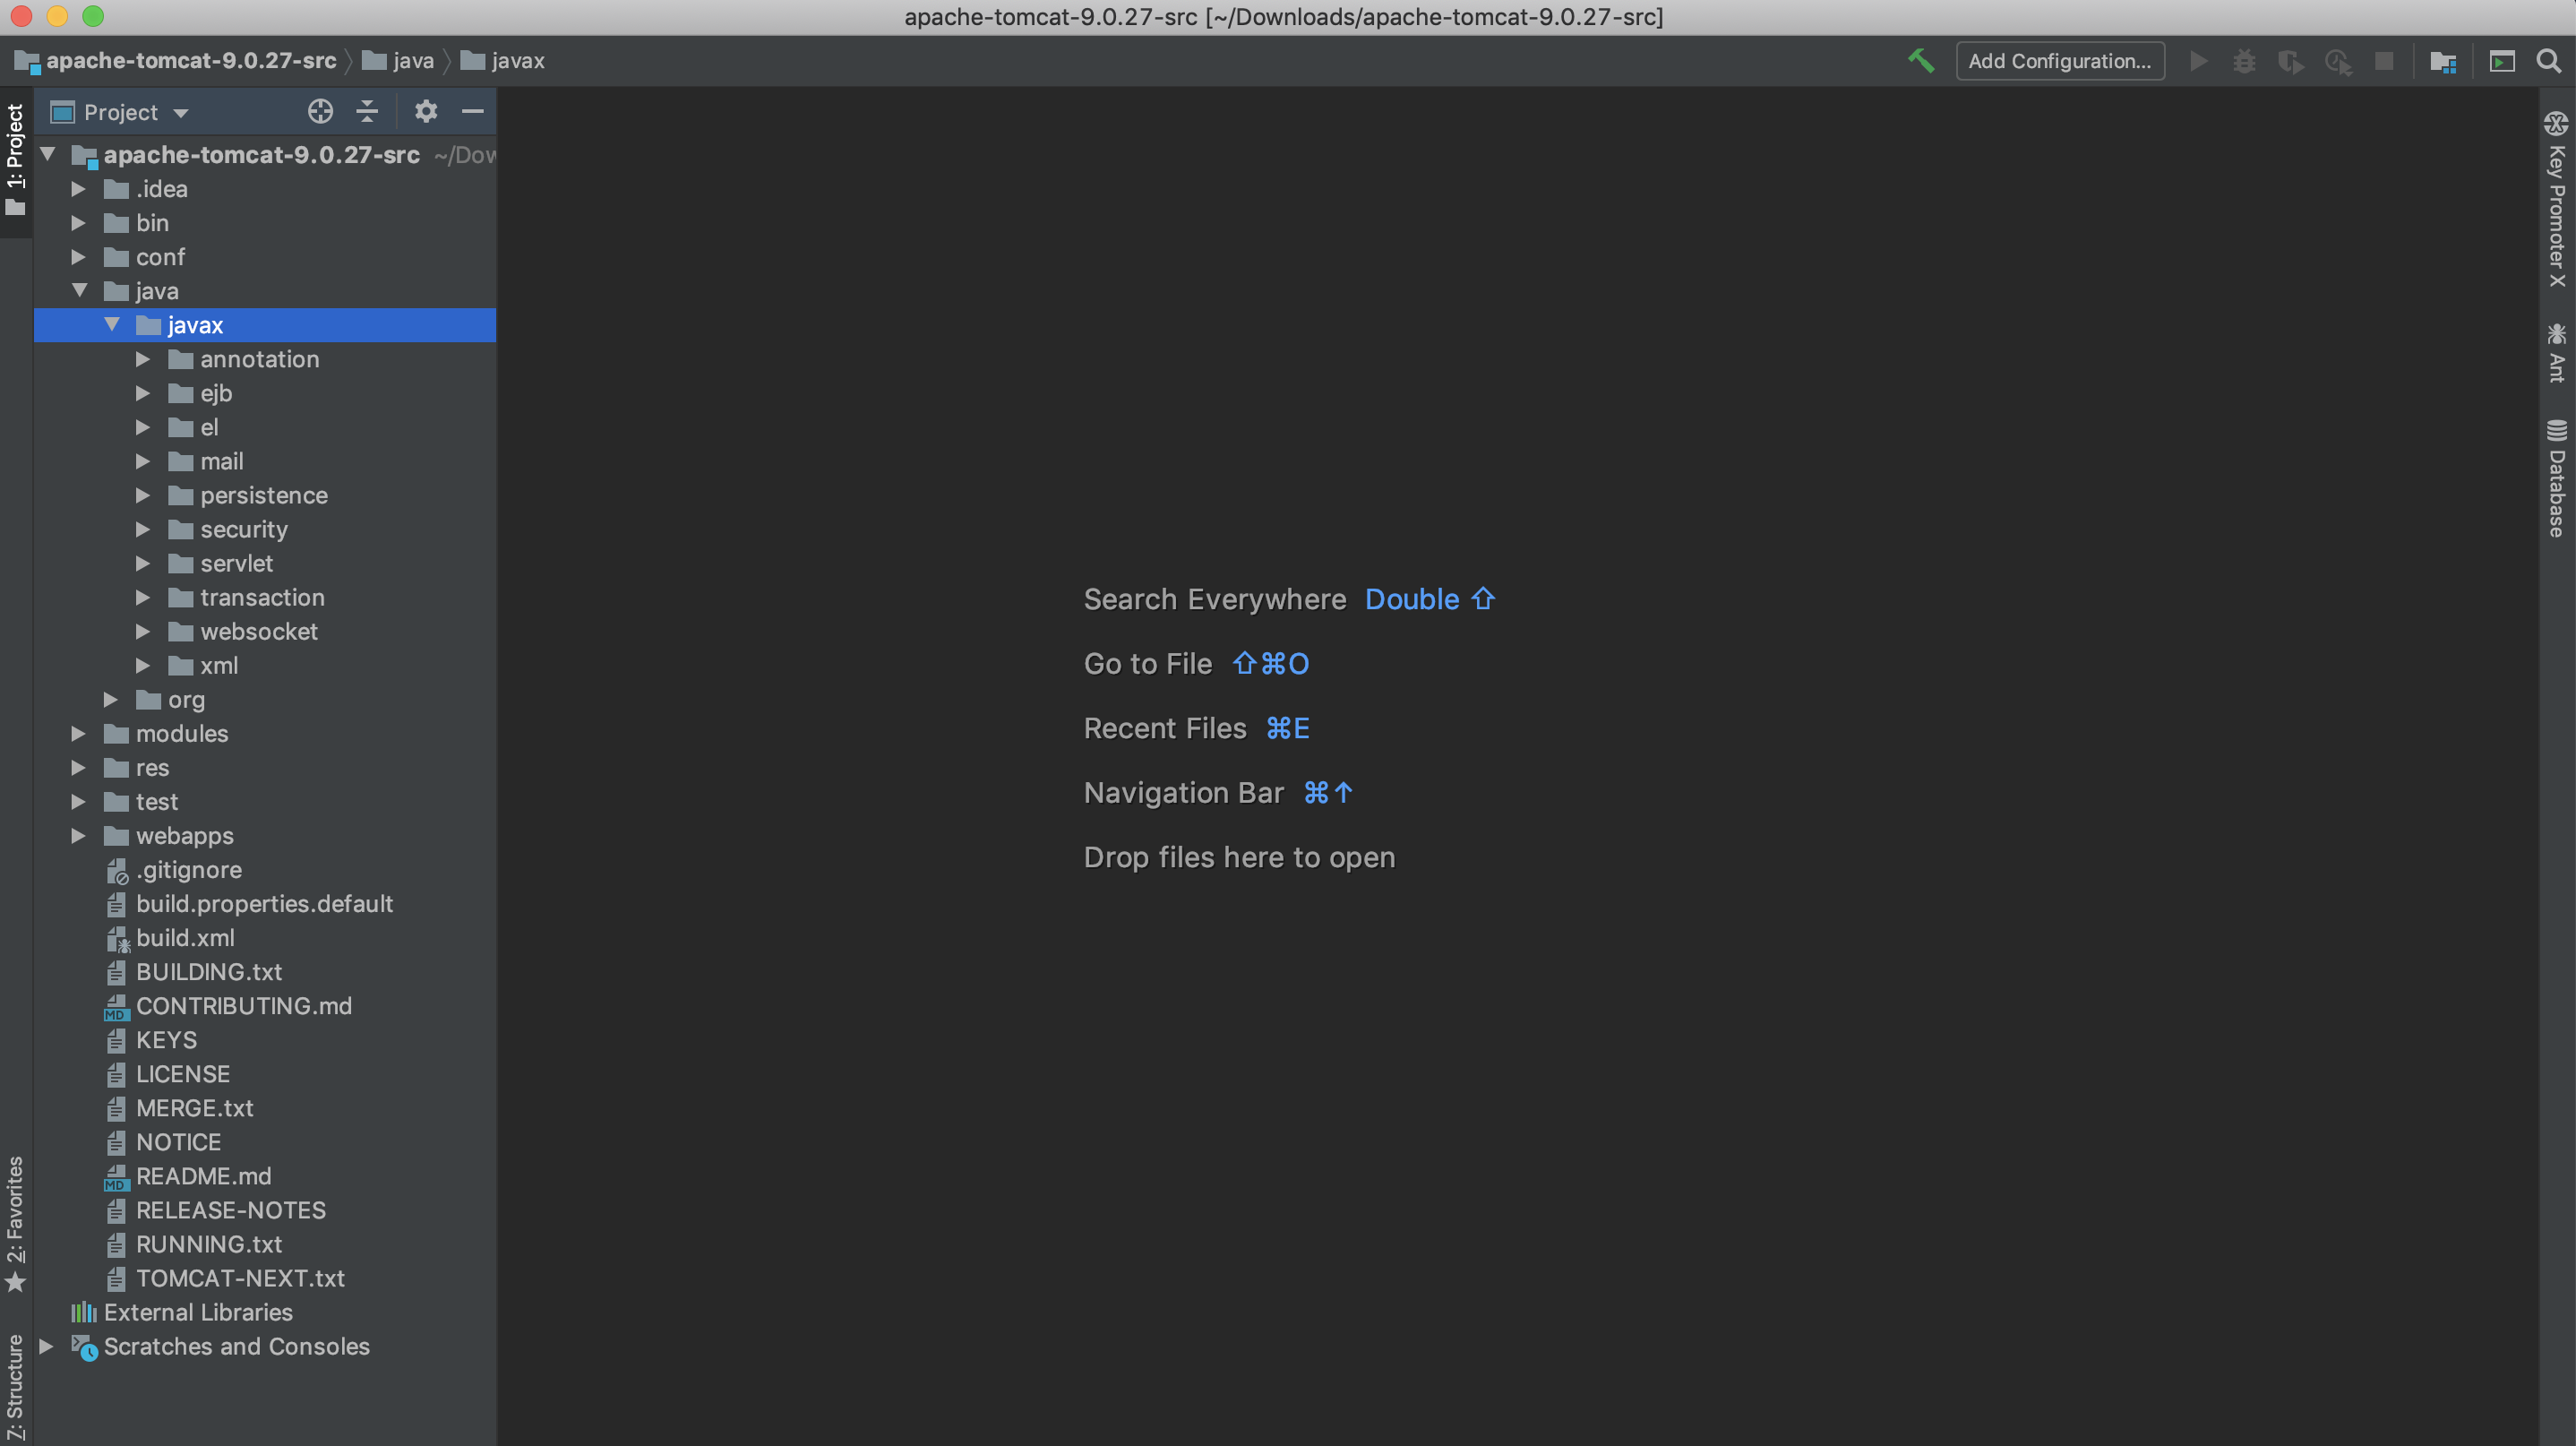 apache-tomcat-9.0.27-src [~/Downloads/apache-tomcat-9.0.27-src]
apache-tomcat-9.0.27-src java javax
Add Configuration...
1: Project
Project
apache-tomcat-9.0.27-src ~/Dow
.idea
bin
conf
java
javax
annotation
ejb
el
mail
persistence
security
servlet
transaction
websocket
xml
org
modules
res
test
webapps
.gitignore
build.properties.default
build.xml
BUILDING.txt
CONTRIBUTING.md
KEYS
LICENSE
MERGE.txt
NOTICE
README.md
RELEASE-NOTES
RUNNING.txt
TOMCAT-NEXT.txt
External Libraries
Scratches and Consoles
2: Favorites
7: Structure
Search Everywhere Double ⇧
Go to File ⇧⌘O
Recent Files ⌘E
Navigation Bar ⌘↑
Drop files here to open
Key Promoter X
Ant
Database